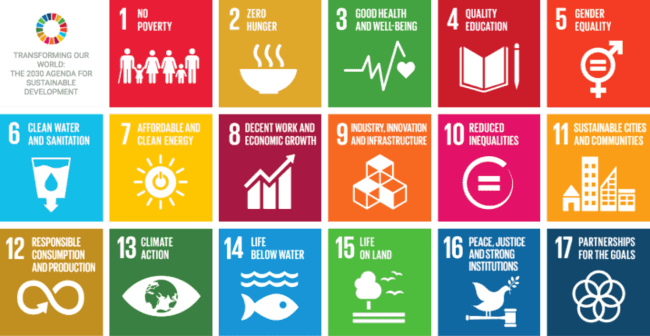 TRANSFORMING OUR
WORLD:
THE 2030 AGENDA FOR
SUSTAINABLE
DEVELOPMENT
1 NO
POVERTY
2 ZERO
HUNGER
3 GOOD HEALTH
AND WELL-BEING
4 QUALITY
EDUCATION
5 GENDER
EQUALITY
6 CLEAN WATER
AND SANITATION
7 AFFORDABLE AND
CLEAN ENERGY
8 DECENT WORK AND
ECONOMIC GROWTH
9 INDUSTRY, INNOVATION
AND INFRASTRUCTURE
10 REDUCED
INEQUALITIES
11 SUSTAINABLE CITIES
AND COMMUNITIES
12 RESPONSIBLE
CONSUMPTION
AND PRODUCTION
13 CLIMATE
ACTION
14 LIFE
BELOW WATER
15 LIFE
ON LAND
16 PEACE, JUSTICE
AND STRONG
INSTITUTIONS
17 PARTNERSHIPS
FOR THE GOALS